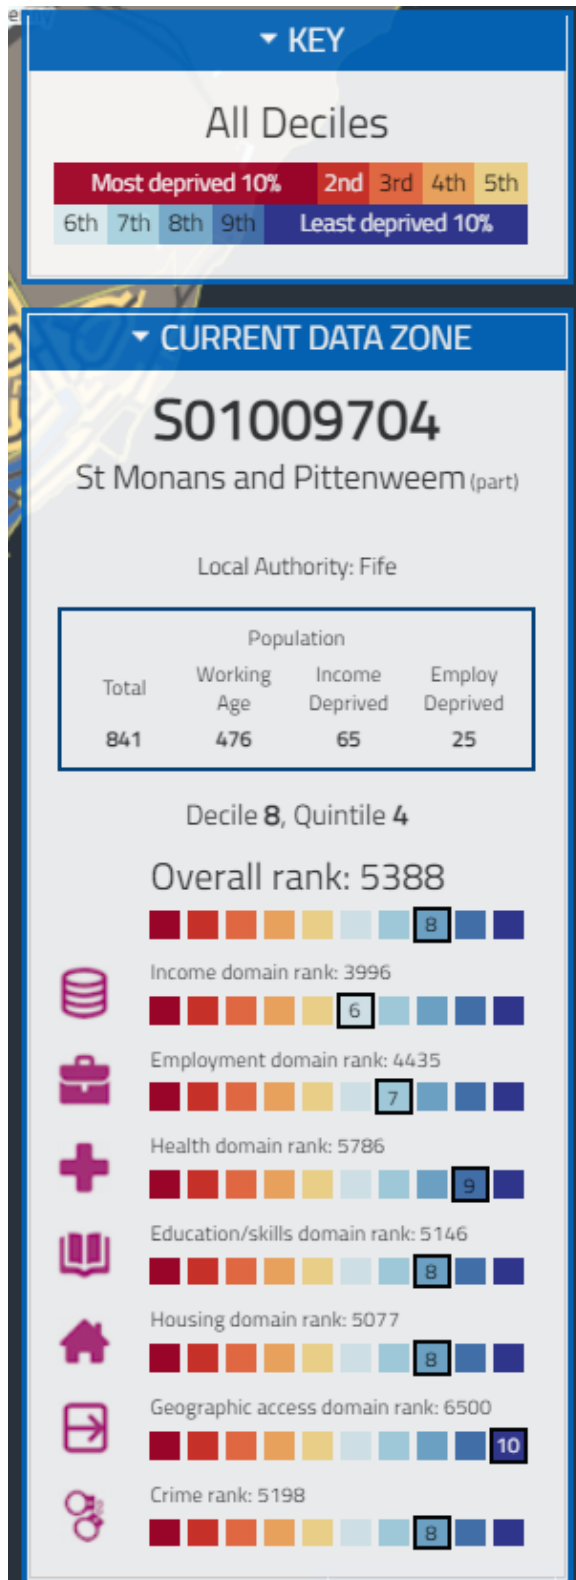 KEY
All Deciles
Most deprived 10% 2nd 3rd 4th 5th
6th 7th 8th 9th Least deprived 10%
CURRENT DATA ZONE
S01009704
St Monans and Pittenweem (part)
Local Authority: Fife
Population
Total Working Age Income Deprived Employ Deprived
841 476 65 25
Decile 8, Quintile 4
Overall rank: 5388
8
Income domain rank: 3996
6
Employment domain rank: 4435
7
Health domain rank: 5786
9
Education/skills domain rank: 5146
8
Housing domain rank: 5077
8
Geographic access domain rank: 6500
10
Crime rank: 5198
8